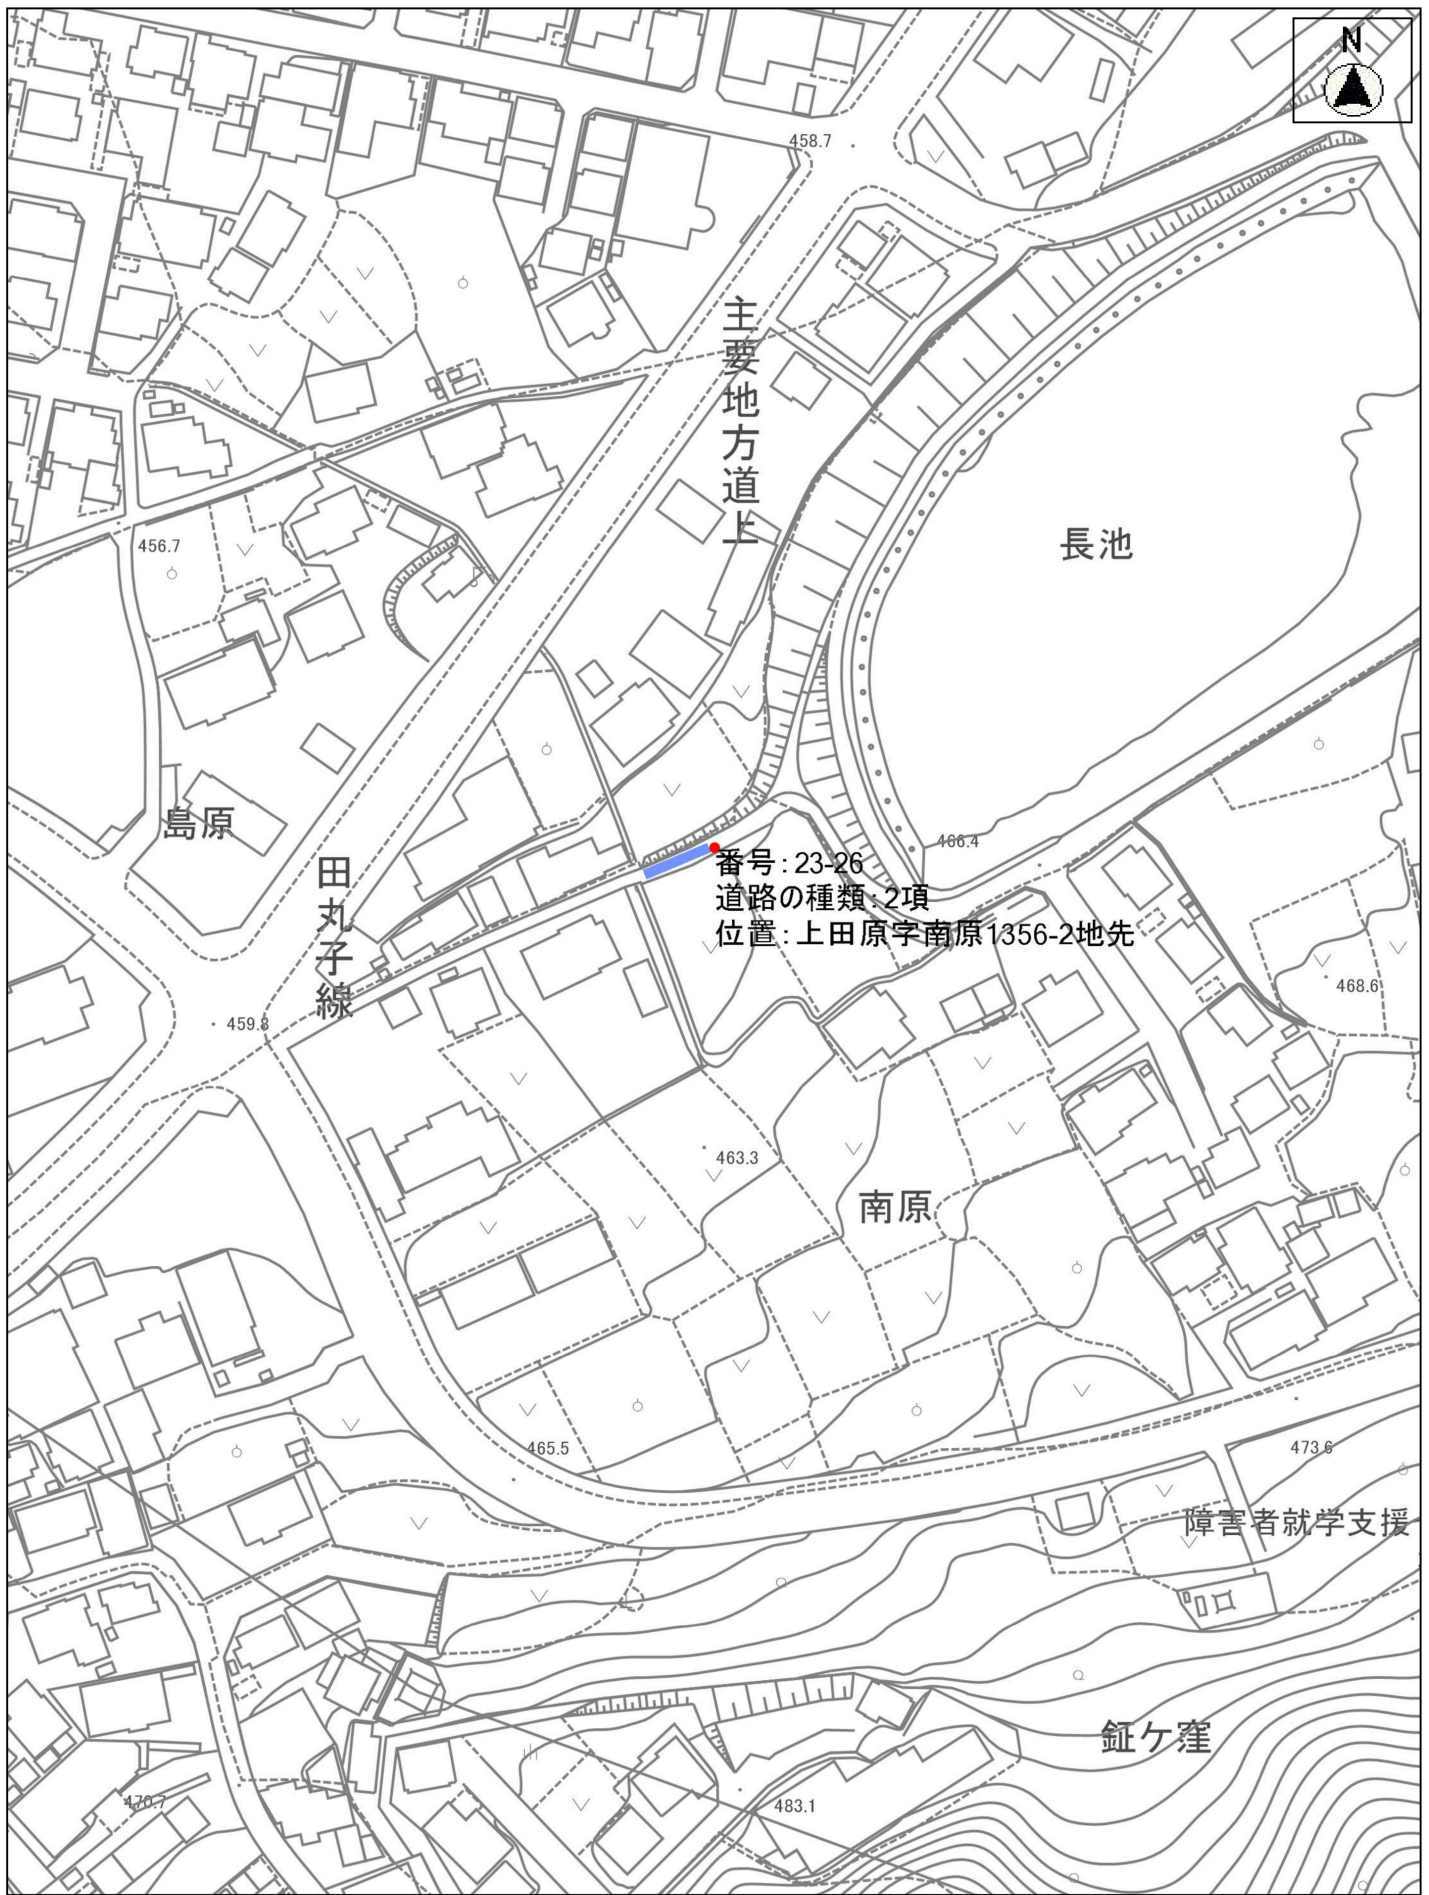 N
458.7
主要地方道上
456.7
長池
島原
466.4
番号：23-26
道路の種類：2項
位置：上田原字南原1356-2地先
田丸子線
468.6
459.8
463.3
南原
465.5
473.6
障害者就学支援
鉦ケ窪
470.7
483.1